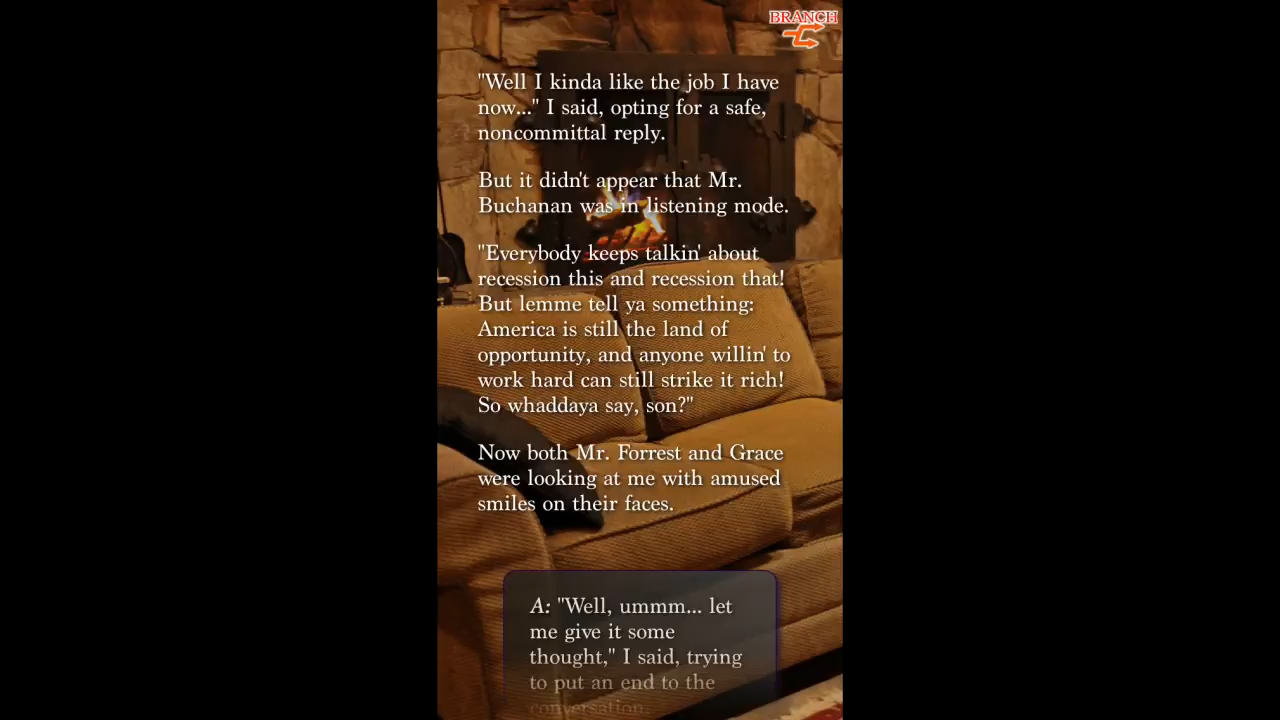 BRANCH
"Well I kinda like the job I have
now..." I said, opting for a safe,
noncommittal reply.
But it didn't appear that Mr.
Buchanan was in listening mode.
"Everybody keeps talkin' about
recession this and recession that!
But lemme tell ya something:
America is still the land of
opportunity, and anyone willin' to
work hard can still strike it rich!
So whaddaya say, son?"
Now both Mr. Forrest and Grace
were looking at me with amused
smiles on their faces.
A: "Well, ummm... let
me give it some
thought," I said, trying
to put an end to the
conversation.